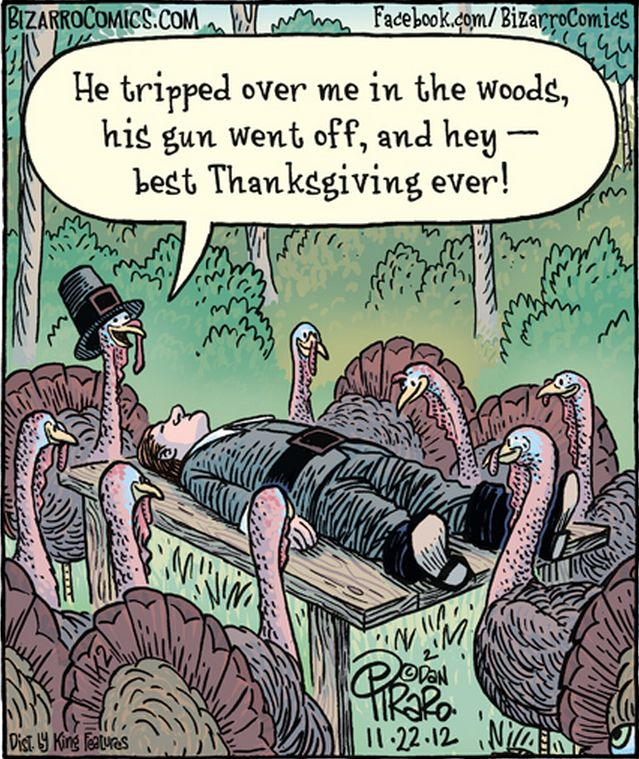 BIZARROCOMICS.COM
Facebook.com/BizarroComics
He tripped over me in the woods,
his gun went off, and hey —
best Thanksgiving ever!
2
© DAN
PIRARO.
11.22.12
Dist. by King Features